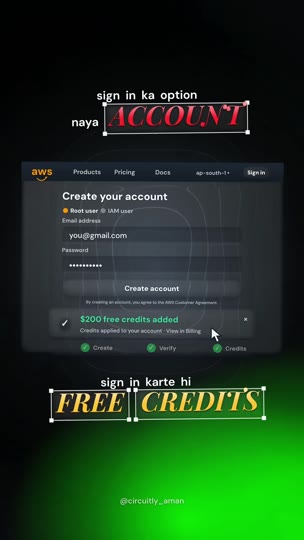 sign in ka option
naya ACCOUNT
aws Products Pricing Docs ap-south-1 Sign in
Create your account
Root user IAM user
Email address
you@gmail.com
Password
••••••••••
Create account
By creating an account, you agree to the AWS Customer Agreement.
✓ $200 free credits added ×
Credits applied to your account · View in Billing
✓ Create ✓ Verify ✓ Credits
sign in karte hi
FREE CREDITS
@circuitly_aman